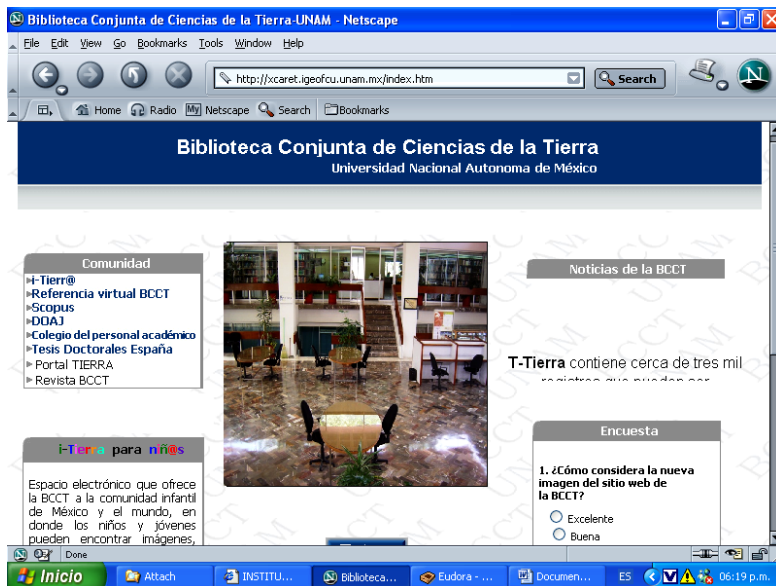 Biblioteca Conjunta de Ciencias de la Tierra-UNAM - Netscape
File Edit View Go Bookmarks Tools Window Help
http://xcaret.igeofcu.unam.mx/index.htm
Search
N
Home Radio My Netscape Search Bookmarks
Biblioteca Conjunta de Ciencias de la Tierra
Universidad Nacional Autonoma de México
Comunidad
i-Tierr@
Referencia virtual BCCT
Scopus
DOAJ
Colegio del personal académico
Tesis Doctorales España
Portal TIERRA
Revista BCCT
i-Tierra para niñ@s
Espacio electrónico que ofrece
la BCCT a la comunidad infantil
de México y el mundo, en
donde los niños y jóvenes
pueden encontrar imágenes,
Noticias de la BCCT
T-Tierra contiene cerca de tres mil
registros que pueden ser
Encuesta
1. ¿Cómo considera la nueva
imagen del sitio web de
la BCCT?
Excelente
Buena
BCCT UNAM
Done
Inicio Attach INSTITU... Biblioteca... Eudora - ... Documen... ES 06:19 p.m.